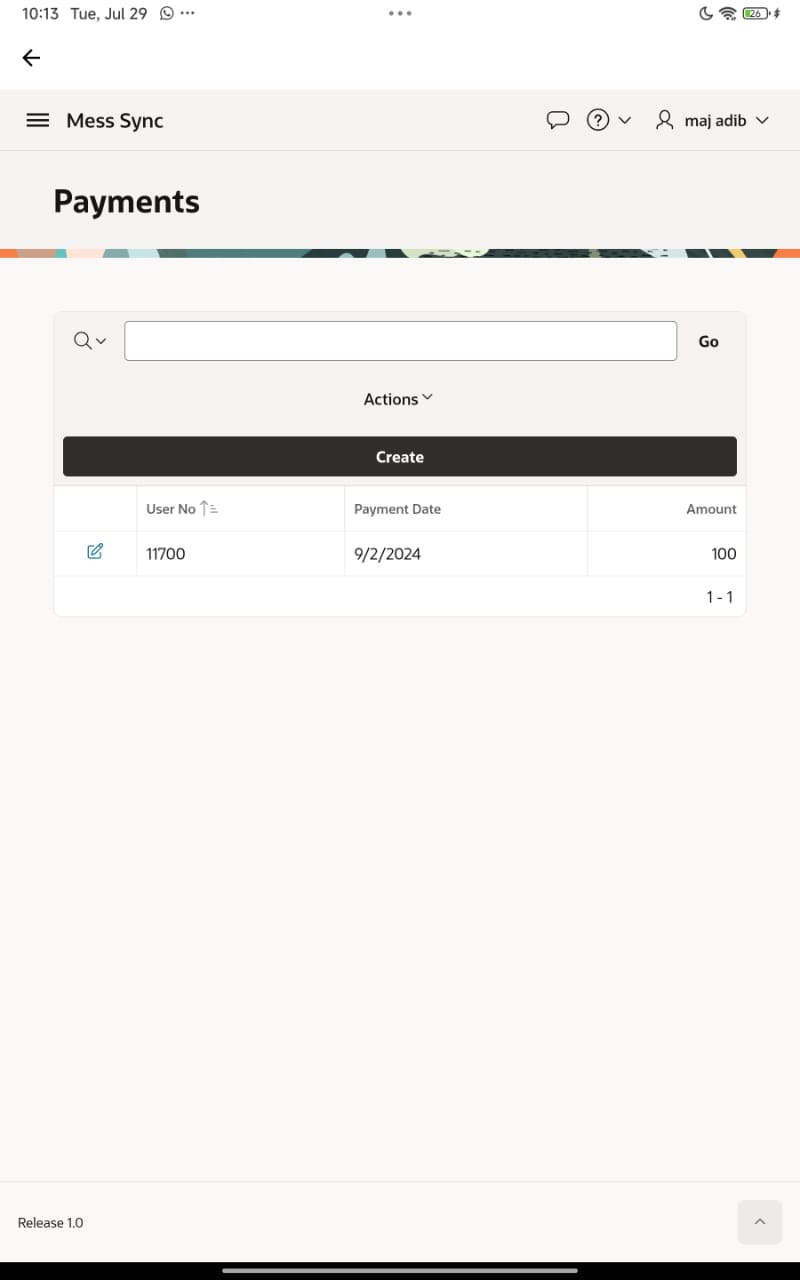 10:13 Tue, Jul 29 ... 26
Mess Sync ? maj adib
Payments
Go
Actions
Create
User No Payment Date Amount
11700 9/2/2024 100
1 - 1
Release 1.0